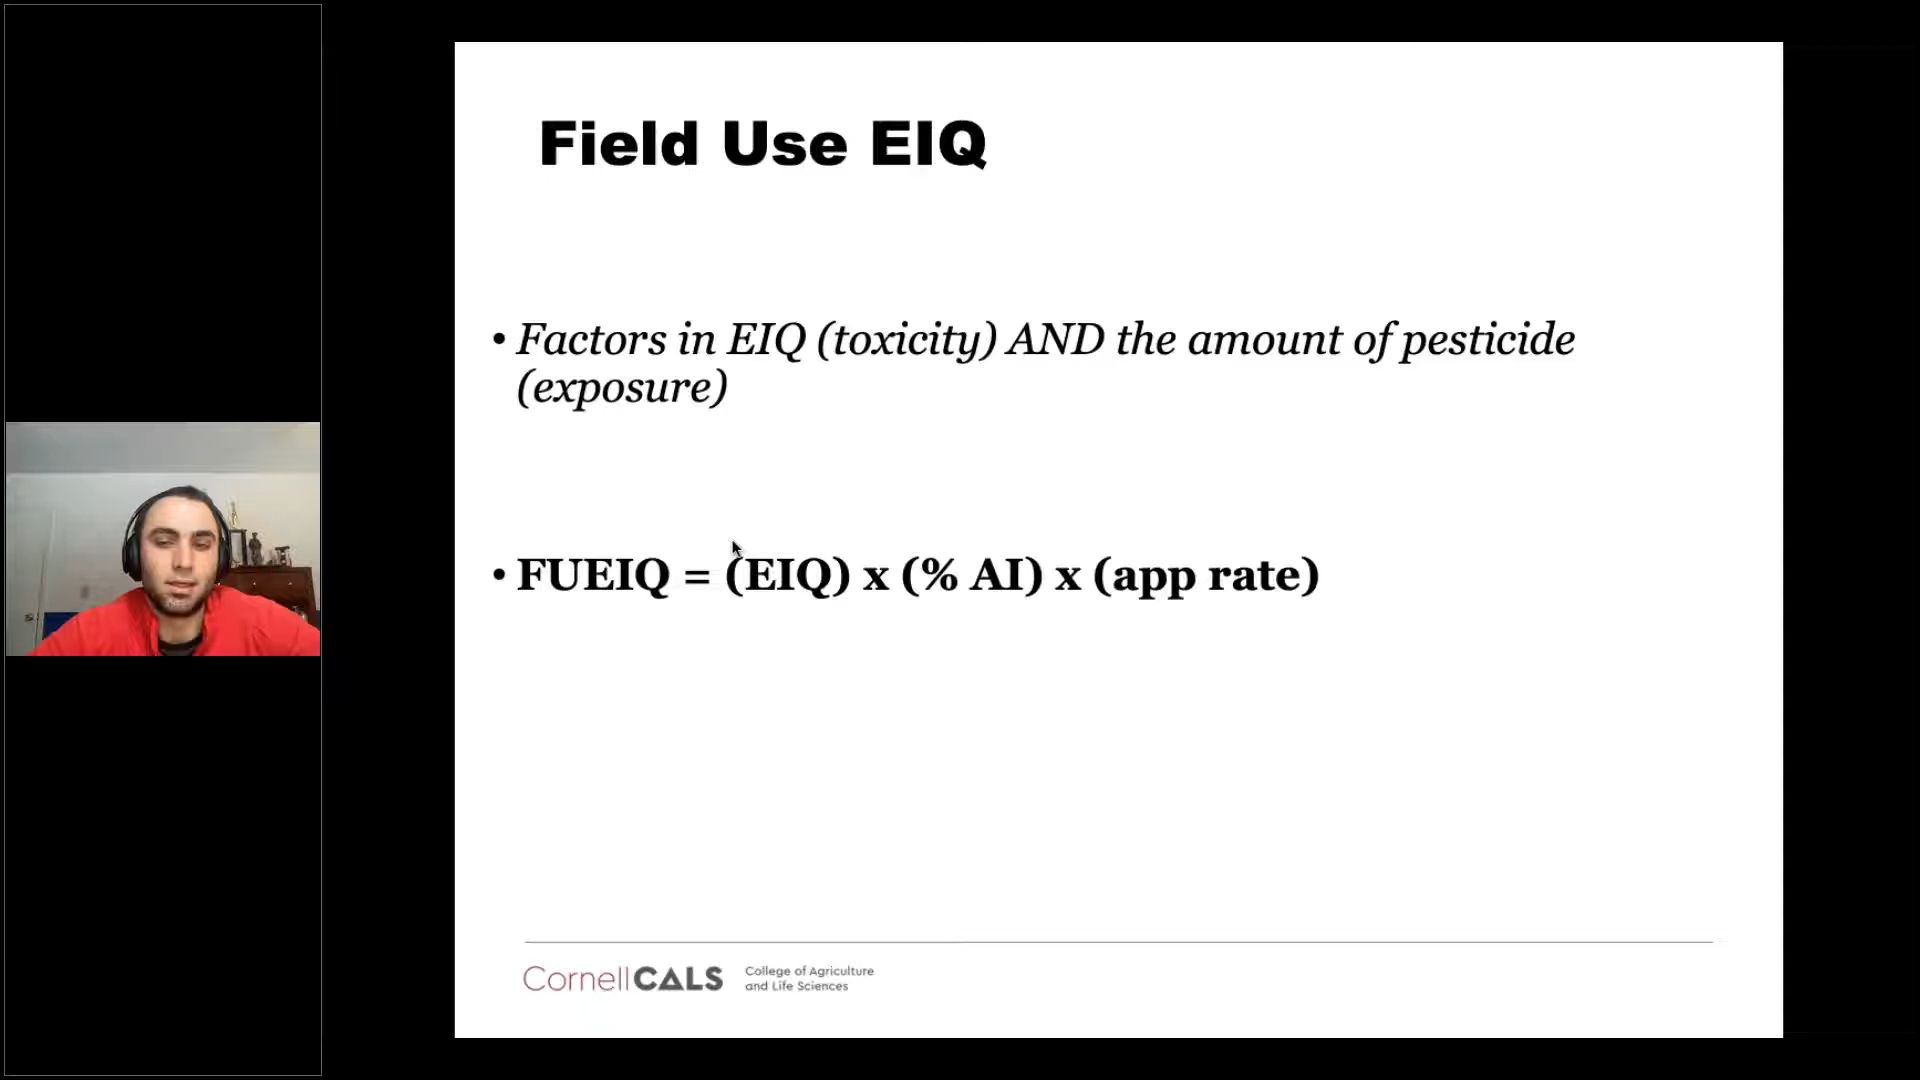 Field Use EIQ
• Factors in EIQ (toxicity) AND the amount of pesticide
(exposure)
• FUEIQ = (EIQ) x (% AI) x (app rate)
CornellCALS
College of Agriculture
and Life Sciences